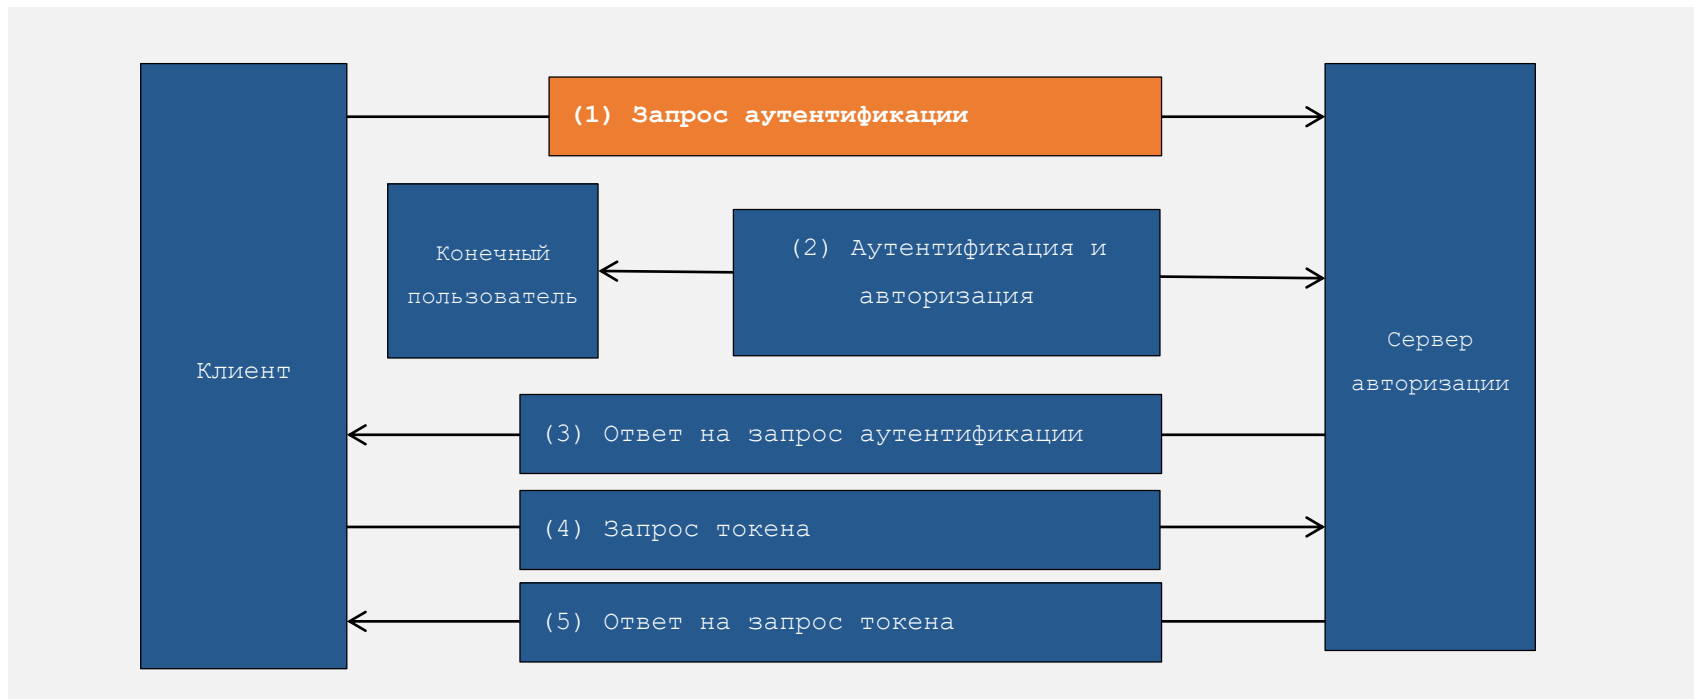 (1) Запрос аутентификации
Конечный
пользователь
(2) Аутентификация и
авторизация
Клиент
Сервер
авторизации
(3) Ответ на запрос аутентификации
(4) Запрос токена
(5) Ответ на запрос токена